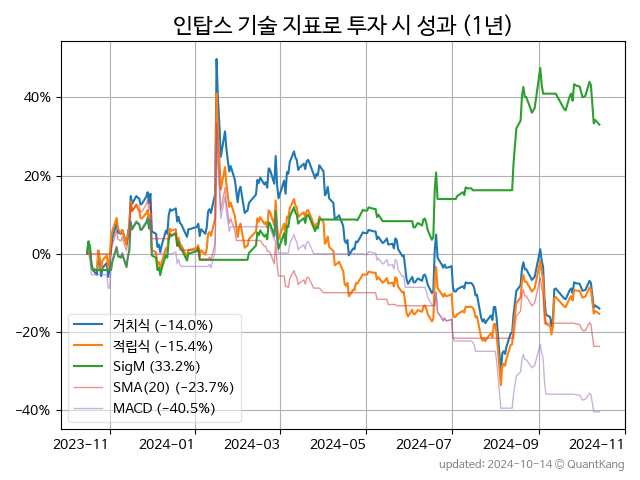 인탑스 기술 지표로 투자 시 성과 (1년)
40%
20%
0%
−20%
−40%
거치식 (−14.0%)
적립식 (−15.4%)
SigM (33.2%)
SMA(20) (−23.7%)
MACD (−40.5%)
2023−11 2024−01 2024−03 2024−05 2024−07 2024−09 2024−11
updated: 2024-10-14 © QuantKang